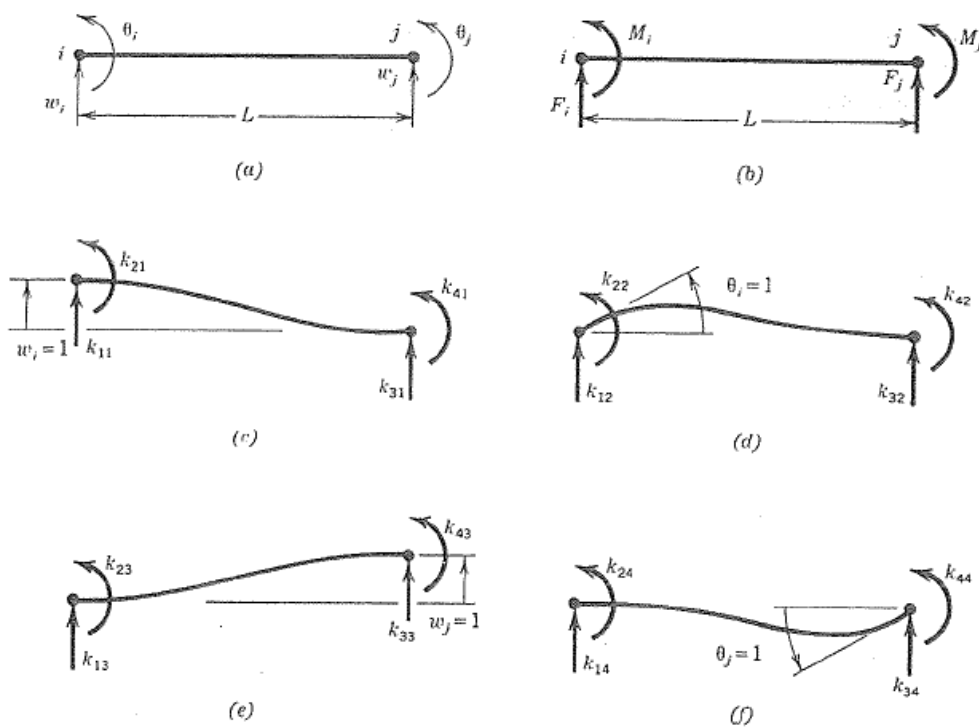 θᵢ θⱼ
i j
wᵢ wⱼ
L
(a)
Mᵢ
i j
Fᵢ Fⱼ
L
(b)
k₂₁
k₄₁
wᵢ = 1
k₁₁
k₃₁
(c)
k₂₂
θᵢ = 1
k₄₂
k₁₂
k₃₂
(d)
k₂₃
k₄₃
k₃₃
wⱼ = 1
k₁₃
(e)
k₂₄
k₄₄
k₁₄
θⱼ = 1
k₃₄
(f)